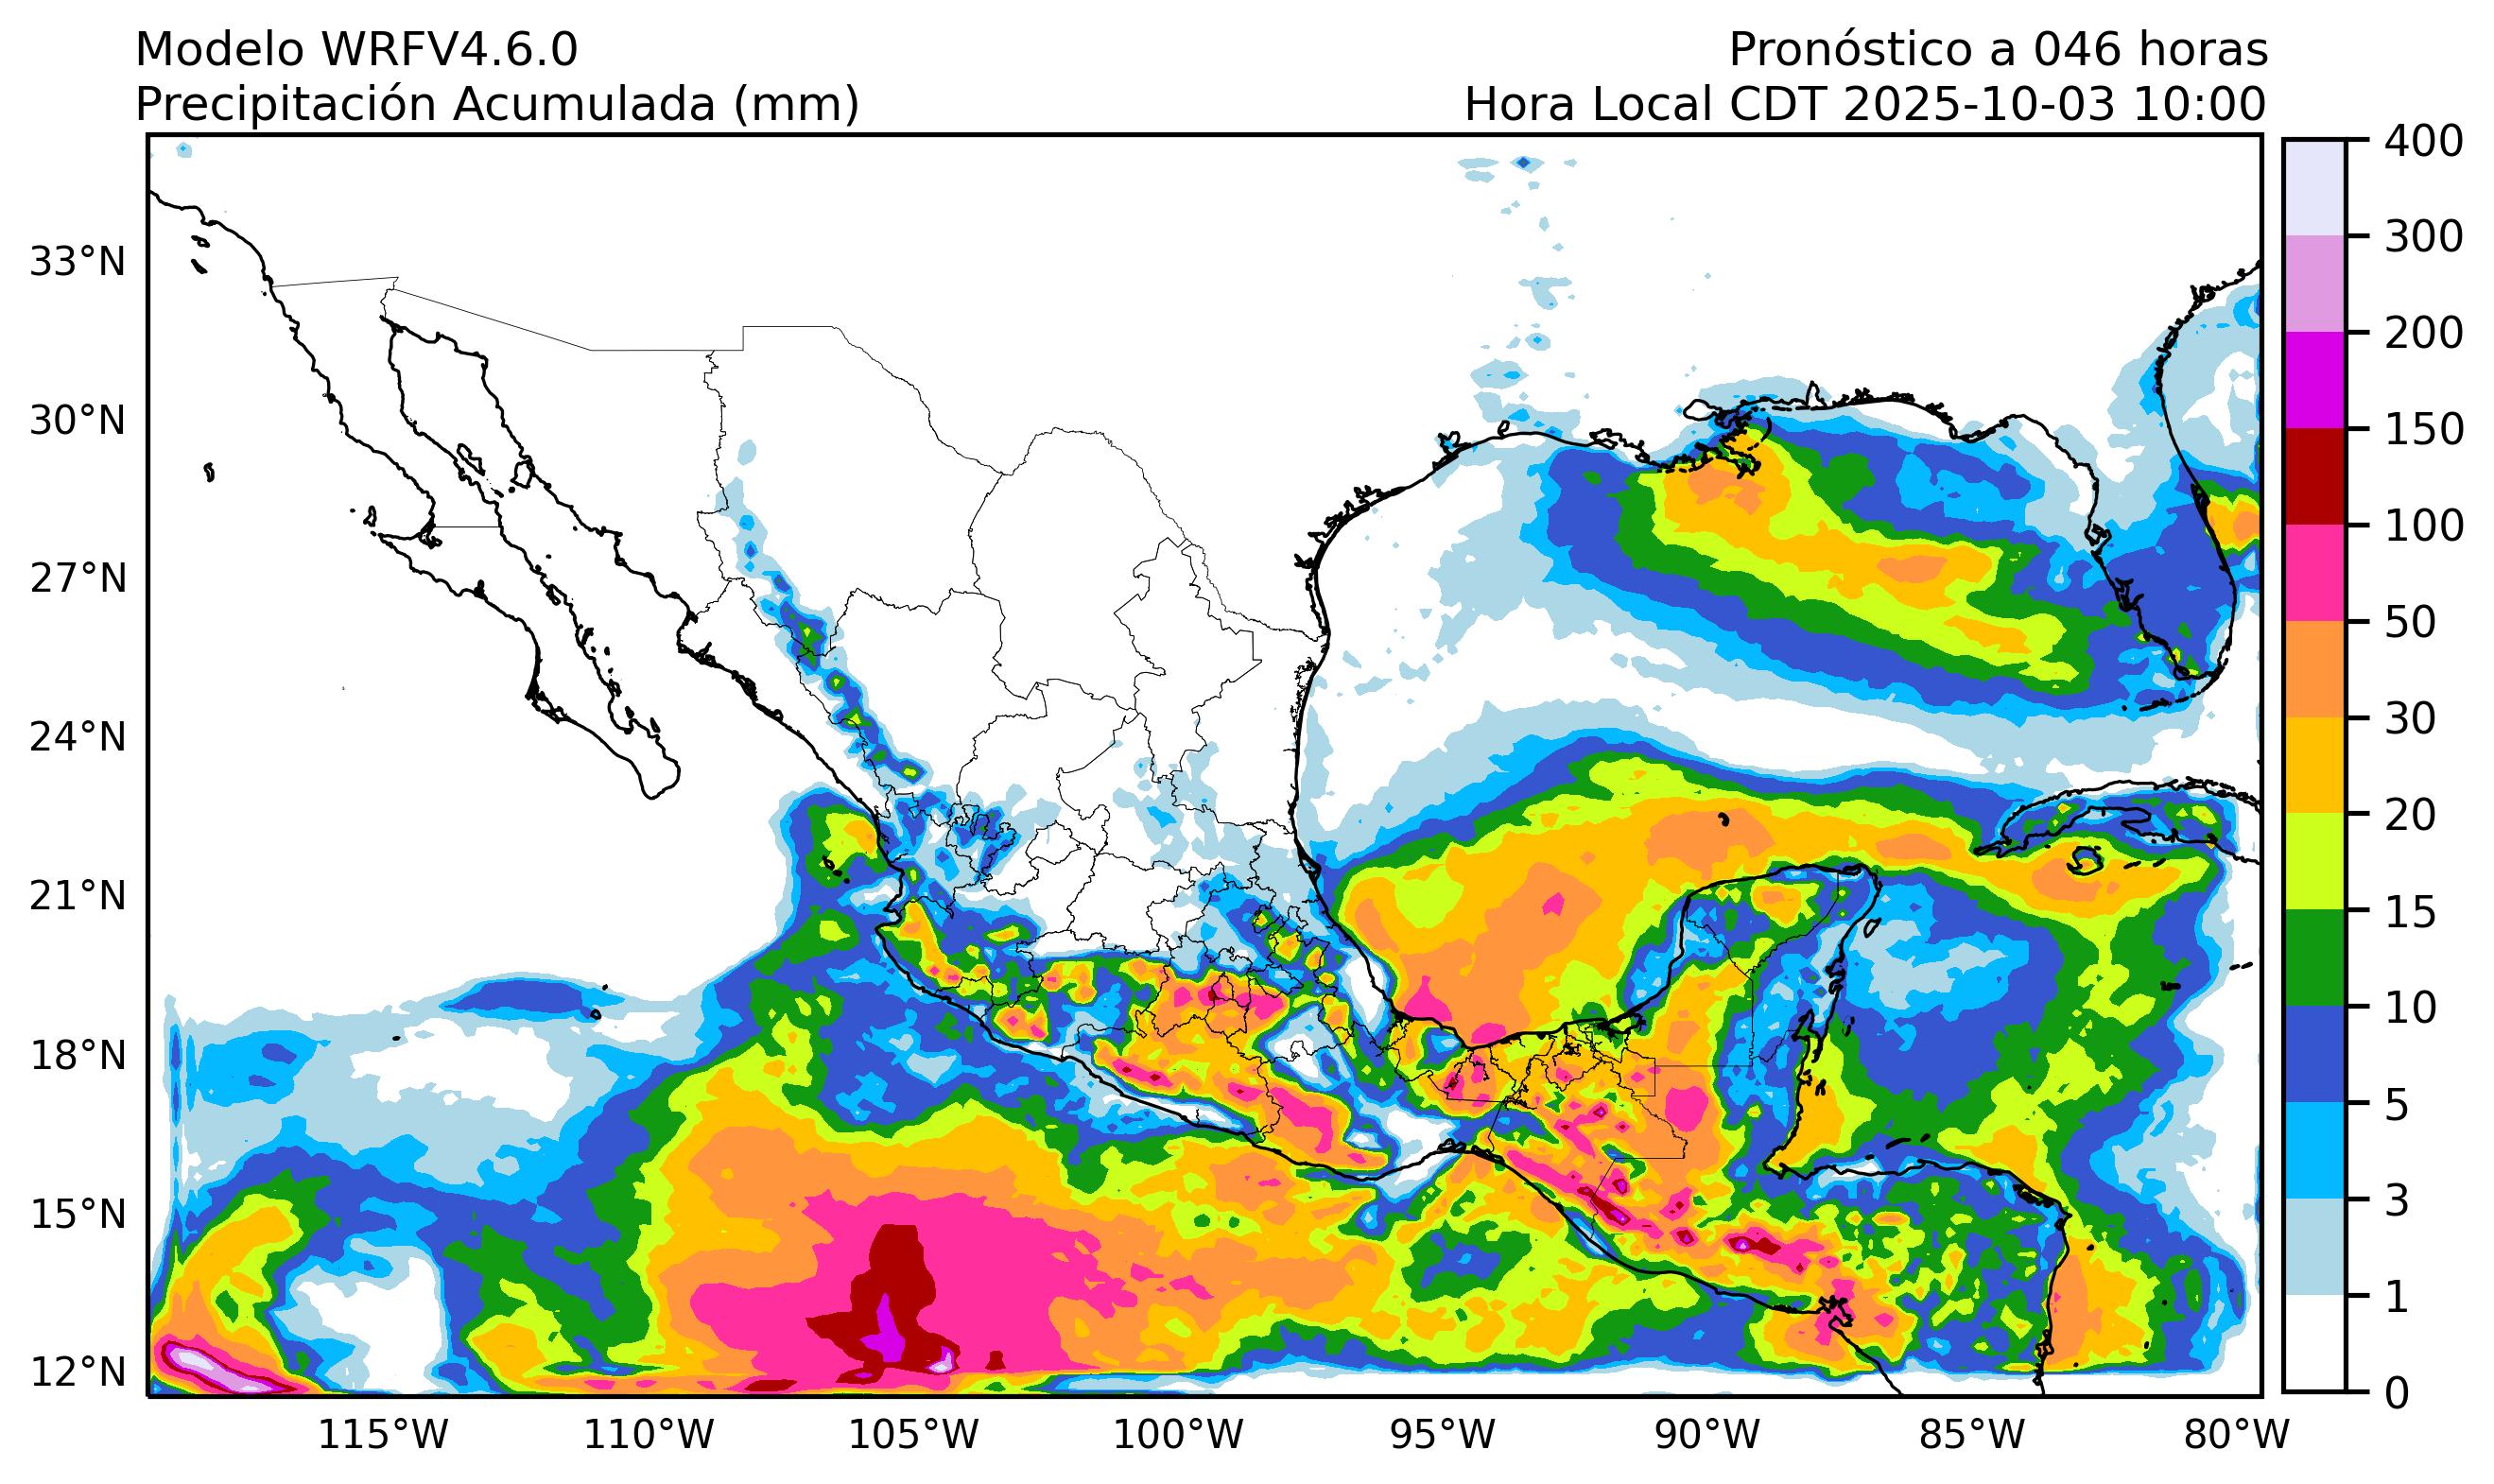 Modelo WRFV4.6.0
Precipitación Acumulada (mm)
Pronóstico a 046 horas
Hora Local CDT 2025-10-03 10:00
33°N
30°N
27°N
24°N
21°N
18°N
15°N
12°N
115°W
110°W
105°W
100°W
95°W
90°W
85°W
80°W
400
300
200
150
100
50
30
20
15
10
5
3
1
0